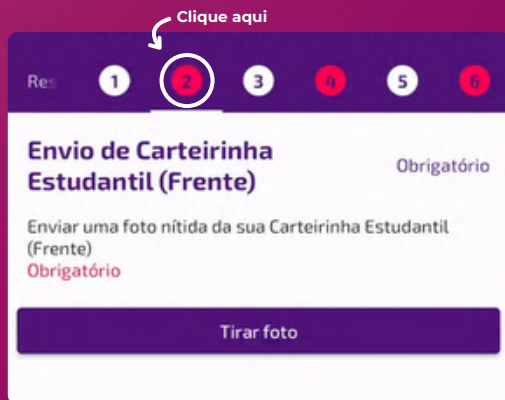 Clique aqui
Res 1 2 3 4 5 6
Envio de Carteirinha
Estudantil (Frente)
Obrigatório
Enviar uma foto nítida da sua Carteirinha Estudantil
(Frente)
Obrigatório
Tirar foto